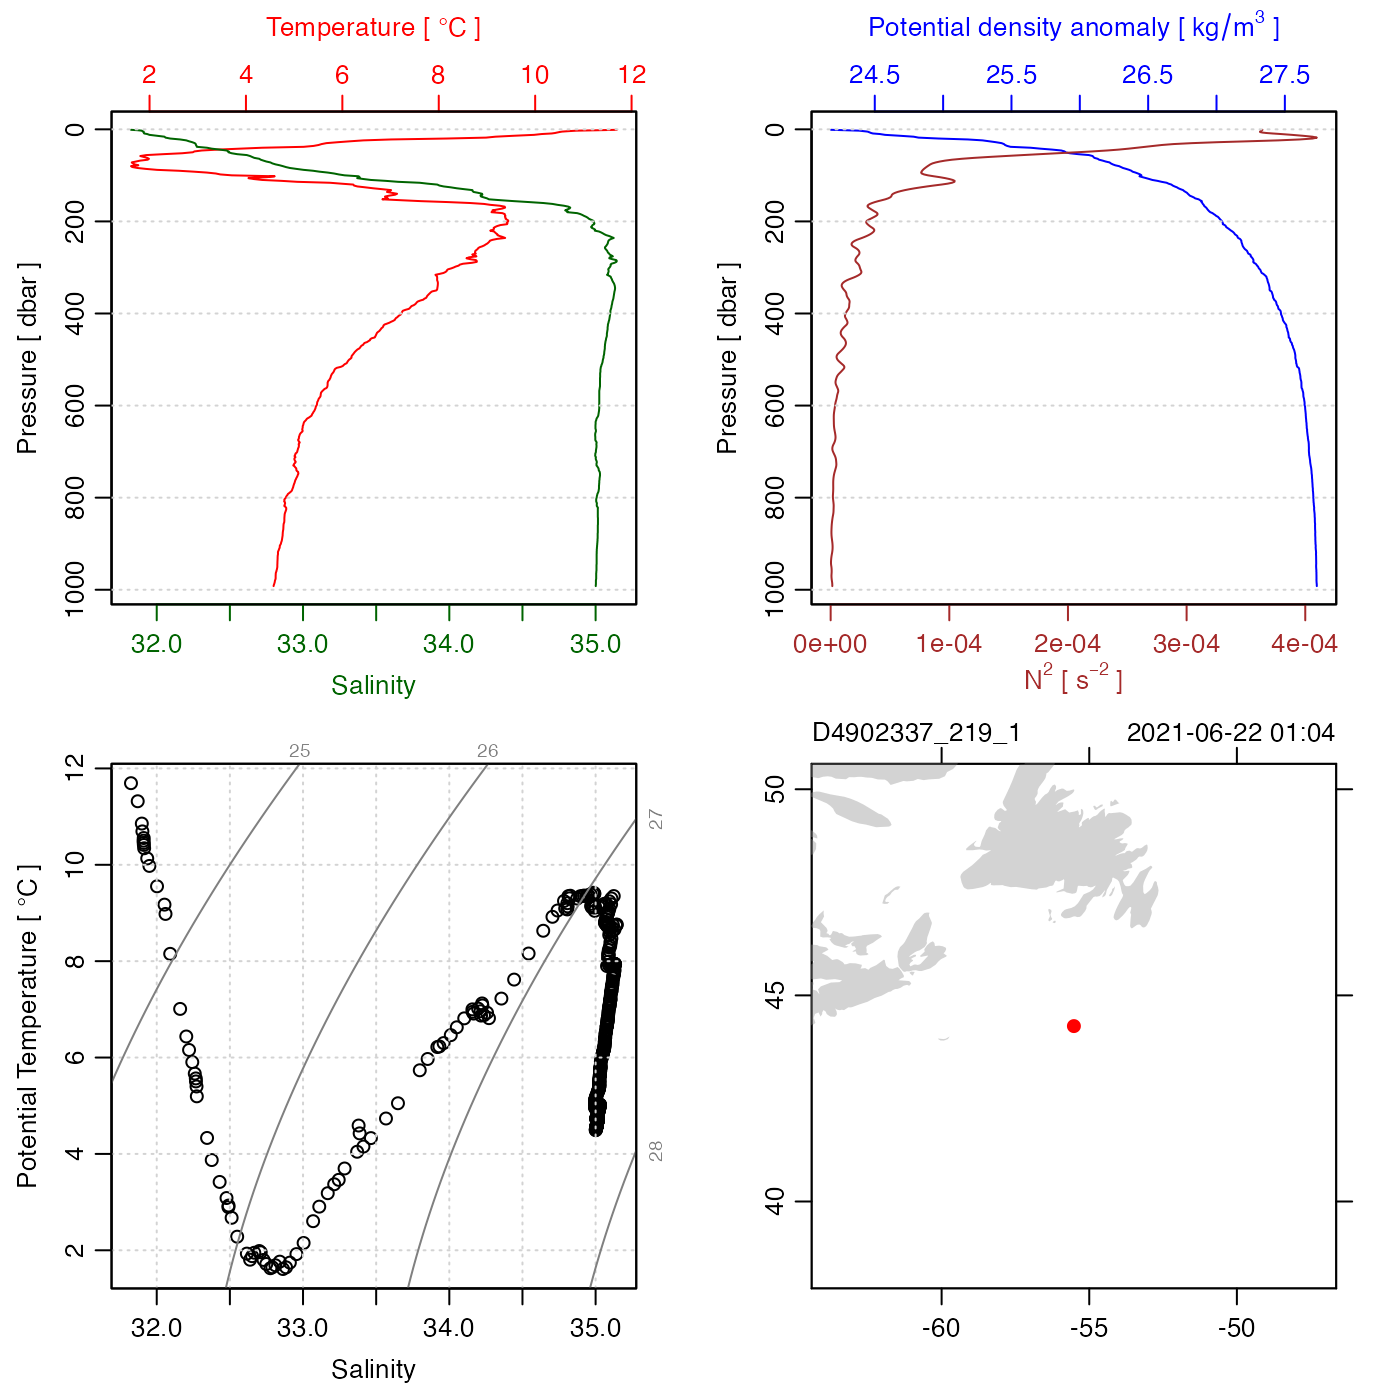 Temperature [ °C ]
2 4 6 8 10 12
0
200
400
600
800
1000
Pressure [ dbar ]
32.0 33.0 34.0 35.0
Salinity
Potential density anomaly [ kg/m³ ]
24.5 25.5 26.5 27.5
0
200
400
600
800
1000
Pressure [ dbar ]
0e+00 1e-04 2e-04 3e-04 4e-04
N² [ s⁻² ]
25 26
27
28
12
10
8
6
4
2
Potential Temperature [ °C ]
32.0 33.0 34.0 35.0
Salinity
D4902337_219_1 2021-06-22 01:04
50
45
40
-60 -55 -50